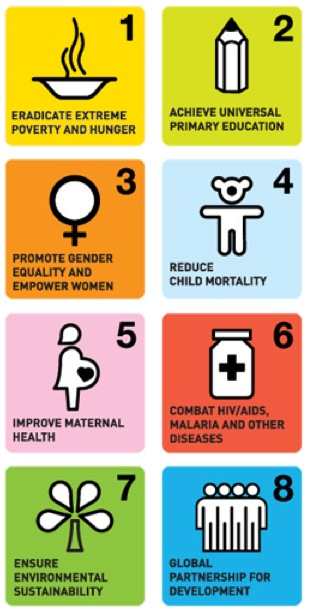 1
ERADICATE EXTREME
POVERTY AND HUNGER
2
ACHIEVE UNIVERSAL
PRIMARY EDUCATION
3
PROMOTE GENDER
EQUALITY AND
EMPOWER WOMEN
4
REDUCE
CHILD MORTALITY
5
IMPROVE MATERNAL
HEALTH
6
COMBAT HIV/AIDS,
MALARIA AND OTHER
DISEASES
7
ENSURE
ENVIRONMENTAL
SUSTAINABILITY
8
GLOBAL
PARTNERSHIP FOR
DEVELOPMENT